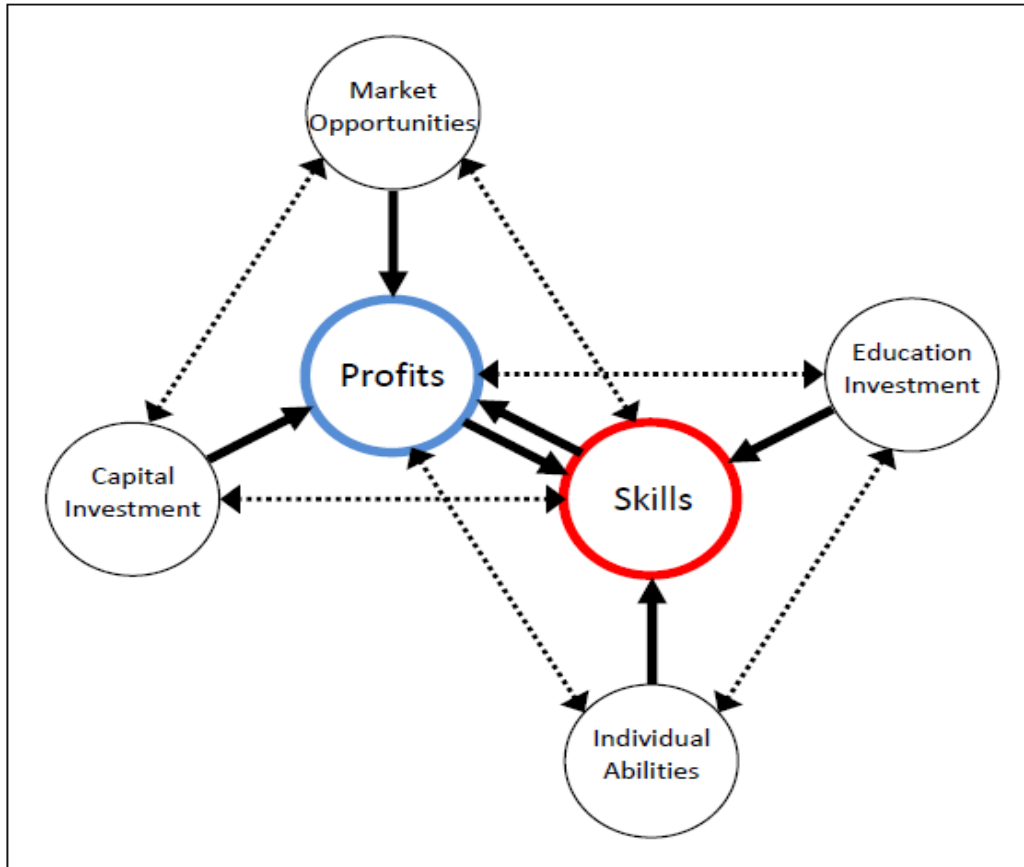 Market
Opportunities
Profits
Education
Investment
Capital
Investment
Skills
Individual
Abilities